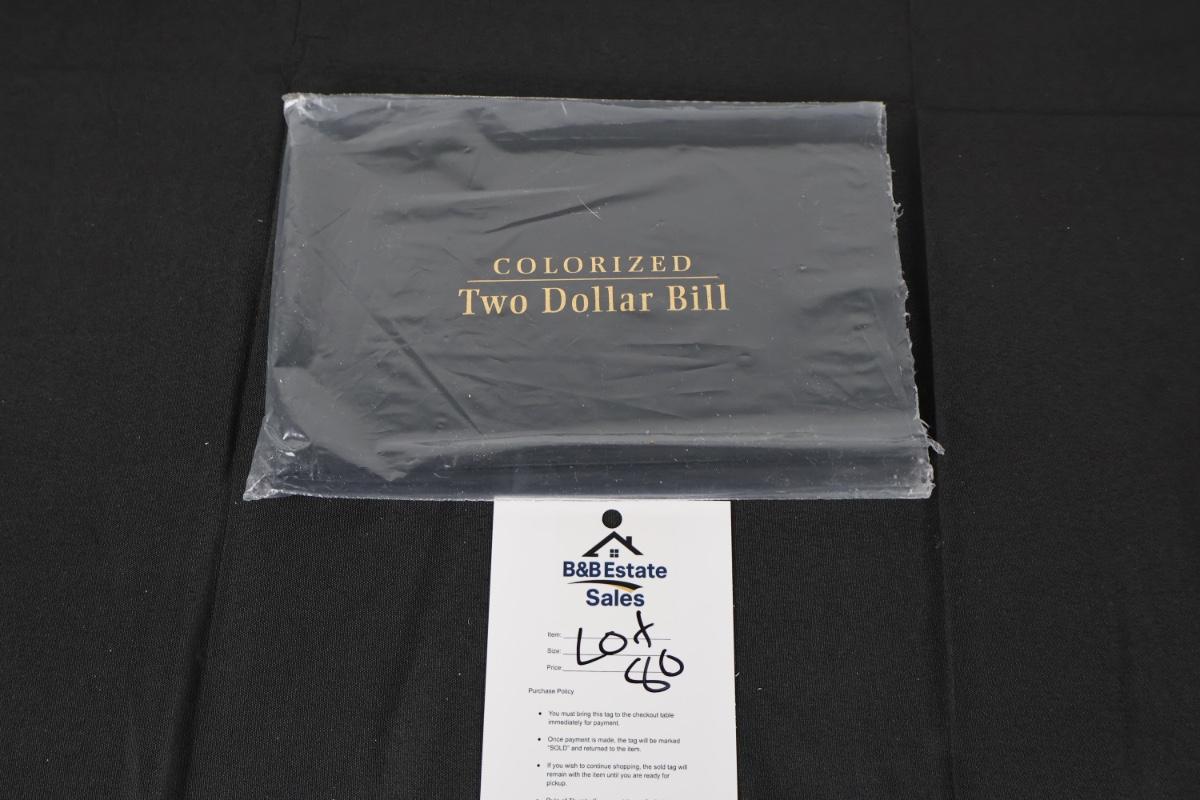 COLORIZED
Two Dollar Bill
B&B Estate
Sales
Item:
Size:
Price:
LOT
80
Purchase Policy
• You must bring this tag to the checkout table
immediately for payment.
• Once payment is made, the tag will be marked
"SOLD" and returned to the item.
• If you wish to continue shopping, the sold tag will
remain with the item until you are ready for
pickup.